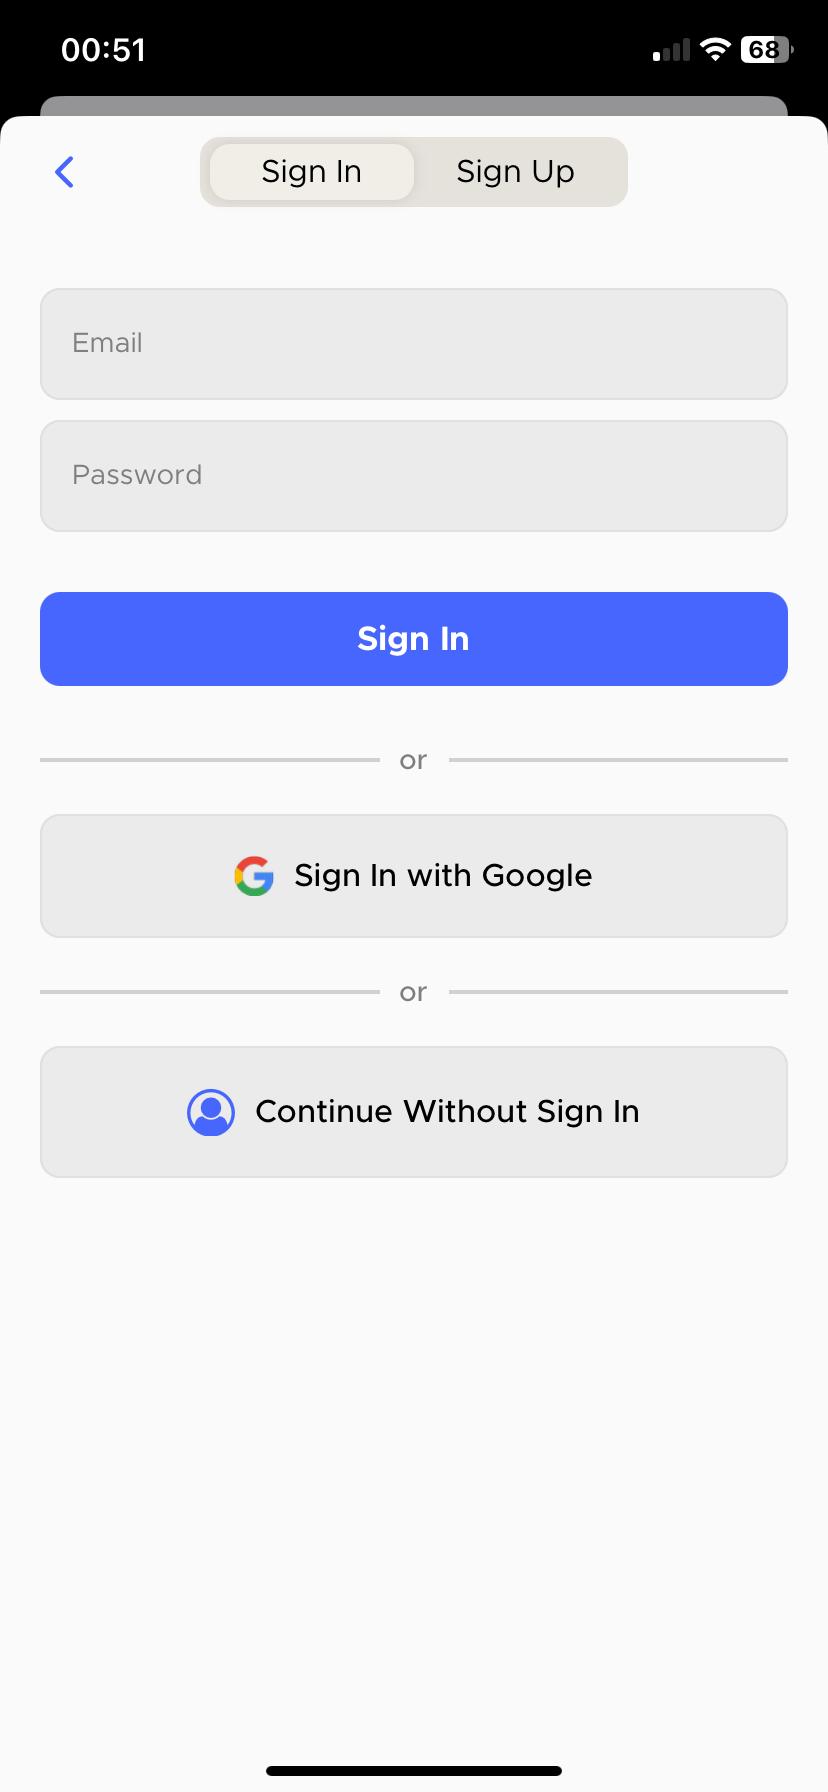 00:51 68
Sign In Sign Up
Email
Password
Sign In
or
Sign In with Google
or
Continue Without Sign In